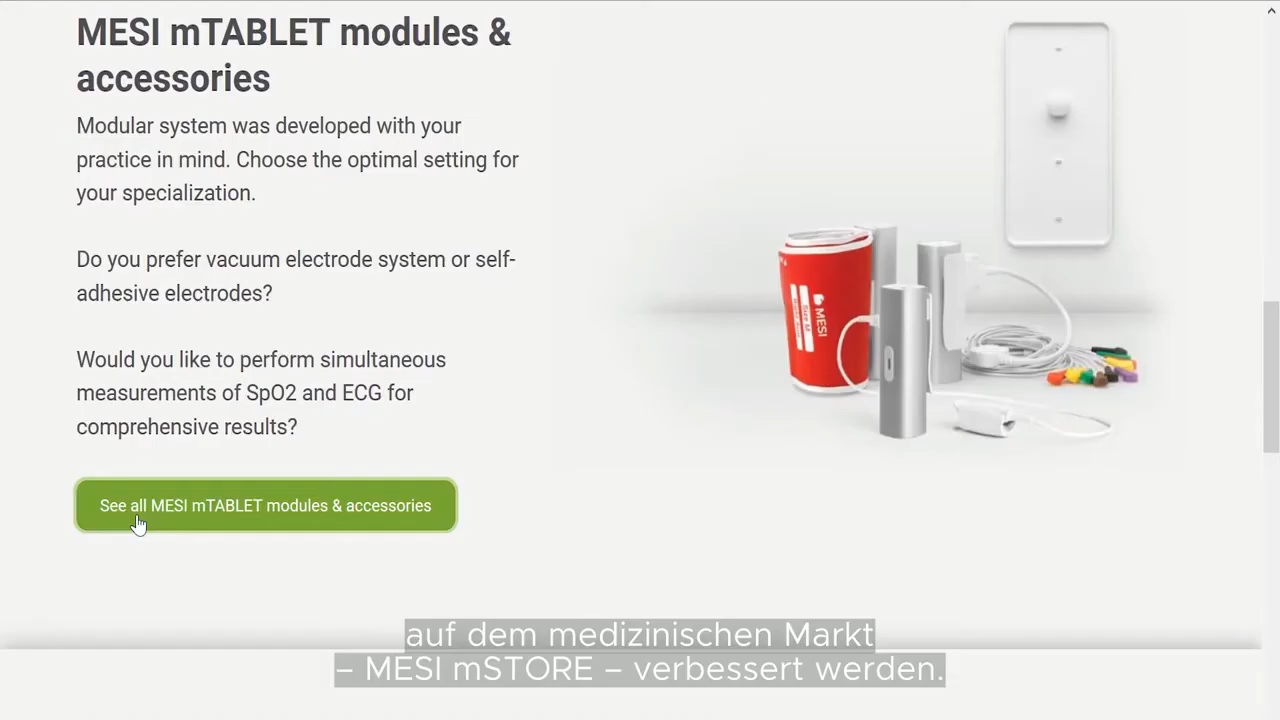 MESI mTABLET modules &
accessories
Modular system was developed with your
practice in mind. Choose the optimal setting for
your specialization.
Do you prefer vacuum electrode system or self-
adhesive electrodes?
Would you like to perform simultaneous
measurements of SpO2 and ECG for
comprehensive results?
See all MESI mTABLET modules & accessories
MESI
Size M
auf dem medizinischen Markt
– MESI mSTORE – verbessert werden.